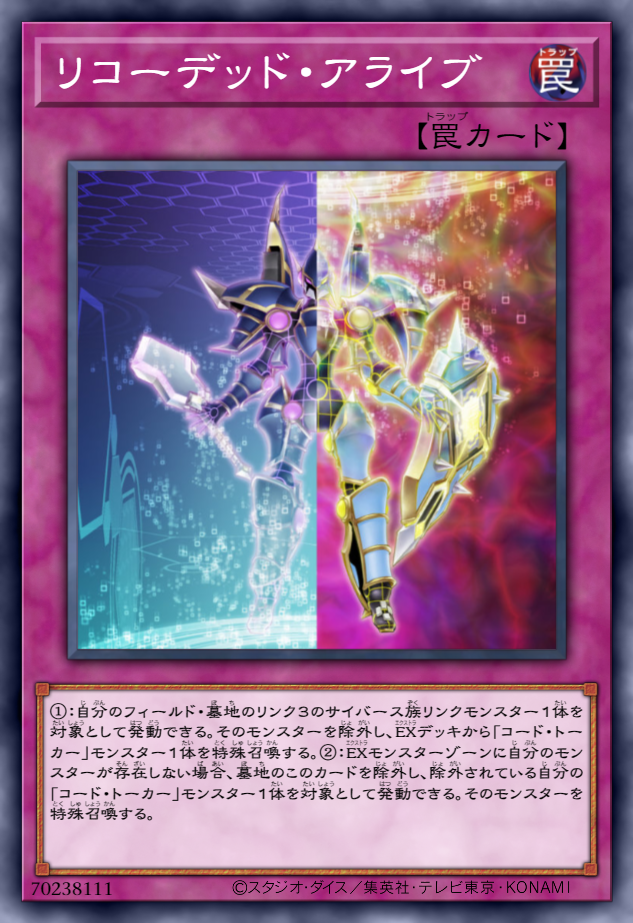 リコーデッド・アライブ
罠
【罠カード】
①:自分のフィールド・墓地のリンク3のサイバース族リンクモンスター1体を
対象として発動できる。そのモンスターを除外し、EXデッキから「コード・トー
カー」モンスター1体を特殊召喚する。②:EXモンスターゾーンに自分のモン
スターが存在しない場合、墓地のこのカードを除外し、除外されている自分の
「コード・トーカー」モンスター1体を対象として発動できる。そのモンスターを
特殊召喚する。
70238111 ©スタジオ・ダイス/集英社・テレビ東京・KONAMI